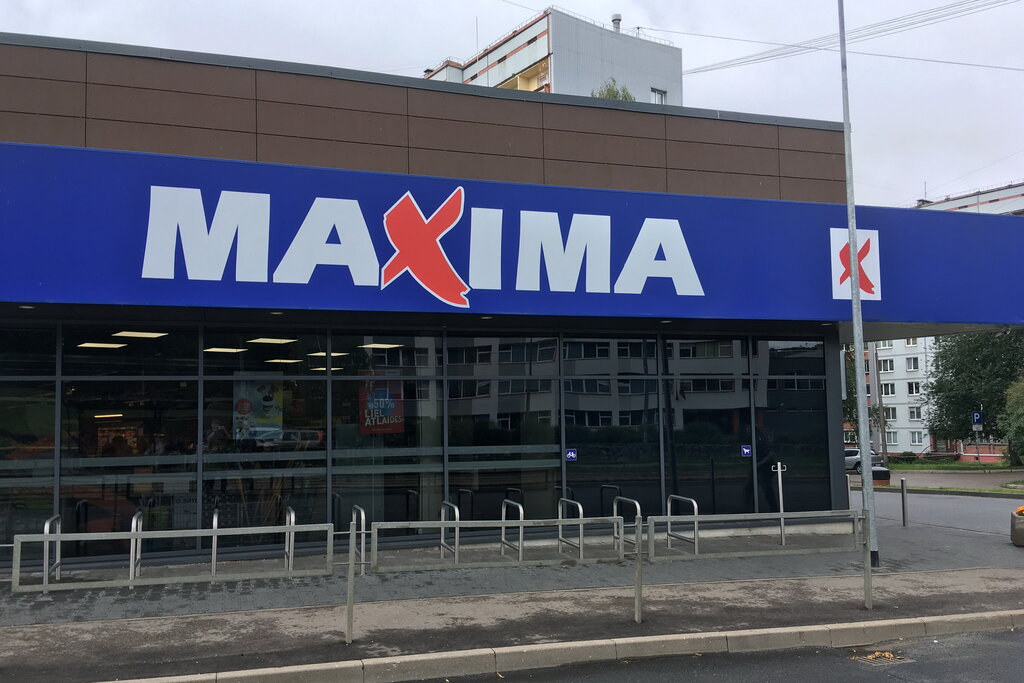 MAXIMA
X
50%
LIEL
ATLAIDES
P